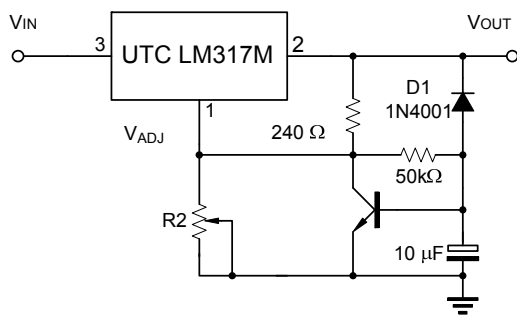 VIN
VOUT
3
UTC LM317M
2
D1
1N4001
1
VADJ
240 Ω
50kΩ
R2
10 μF